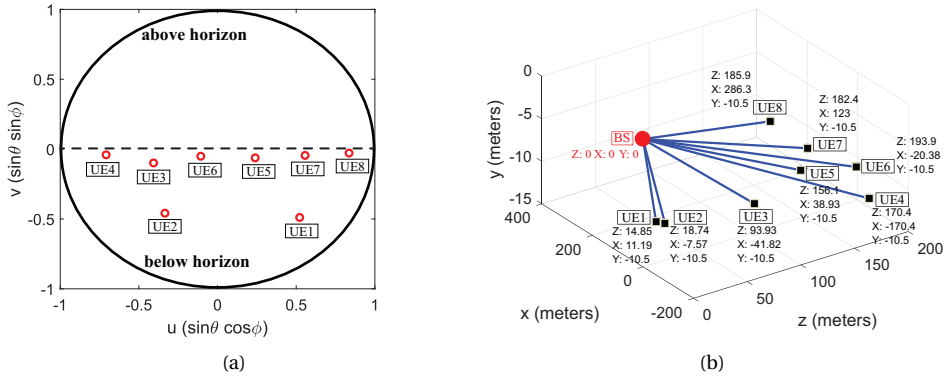 1
0.5
0
-0.5
-1
v (sinθ sinϕ)
above horizon
UE4
UE3
UE6
UE5
UE7
UE8
UE2
UE1
below horizon
-1
-0.5
0
0.5
1
u (sinθ cosϕ)
(a)
0
-5
-10
-15
y (meters)
400
200
0
-200
x (meters)
0
50
100
150
200
z (meters)
BS
Z: 0 X: 0 Y: 0
Z: 185.9
X: 286.3
Y: -10.5
UE8
Z: 182.4
X: 123
Y: -10.5
UE7
Z: 193.9
X: -20.38
Y: -10.5
UE6
UE5
Z: 156.1
X: 38.93
Y: -10.5
UE4
Z: 170.4
X: -170.4
Y: -10.5
UE1
Z: 14.85
X: 11.19
Y: -10.5
UE2
Z: 18.74
X: -7.57
Y: -10.5
UE3
Z: 93.93
X: -41.82
Y: -10.5
(b)